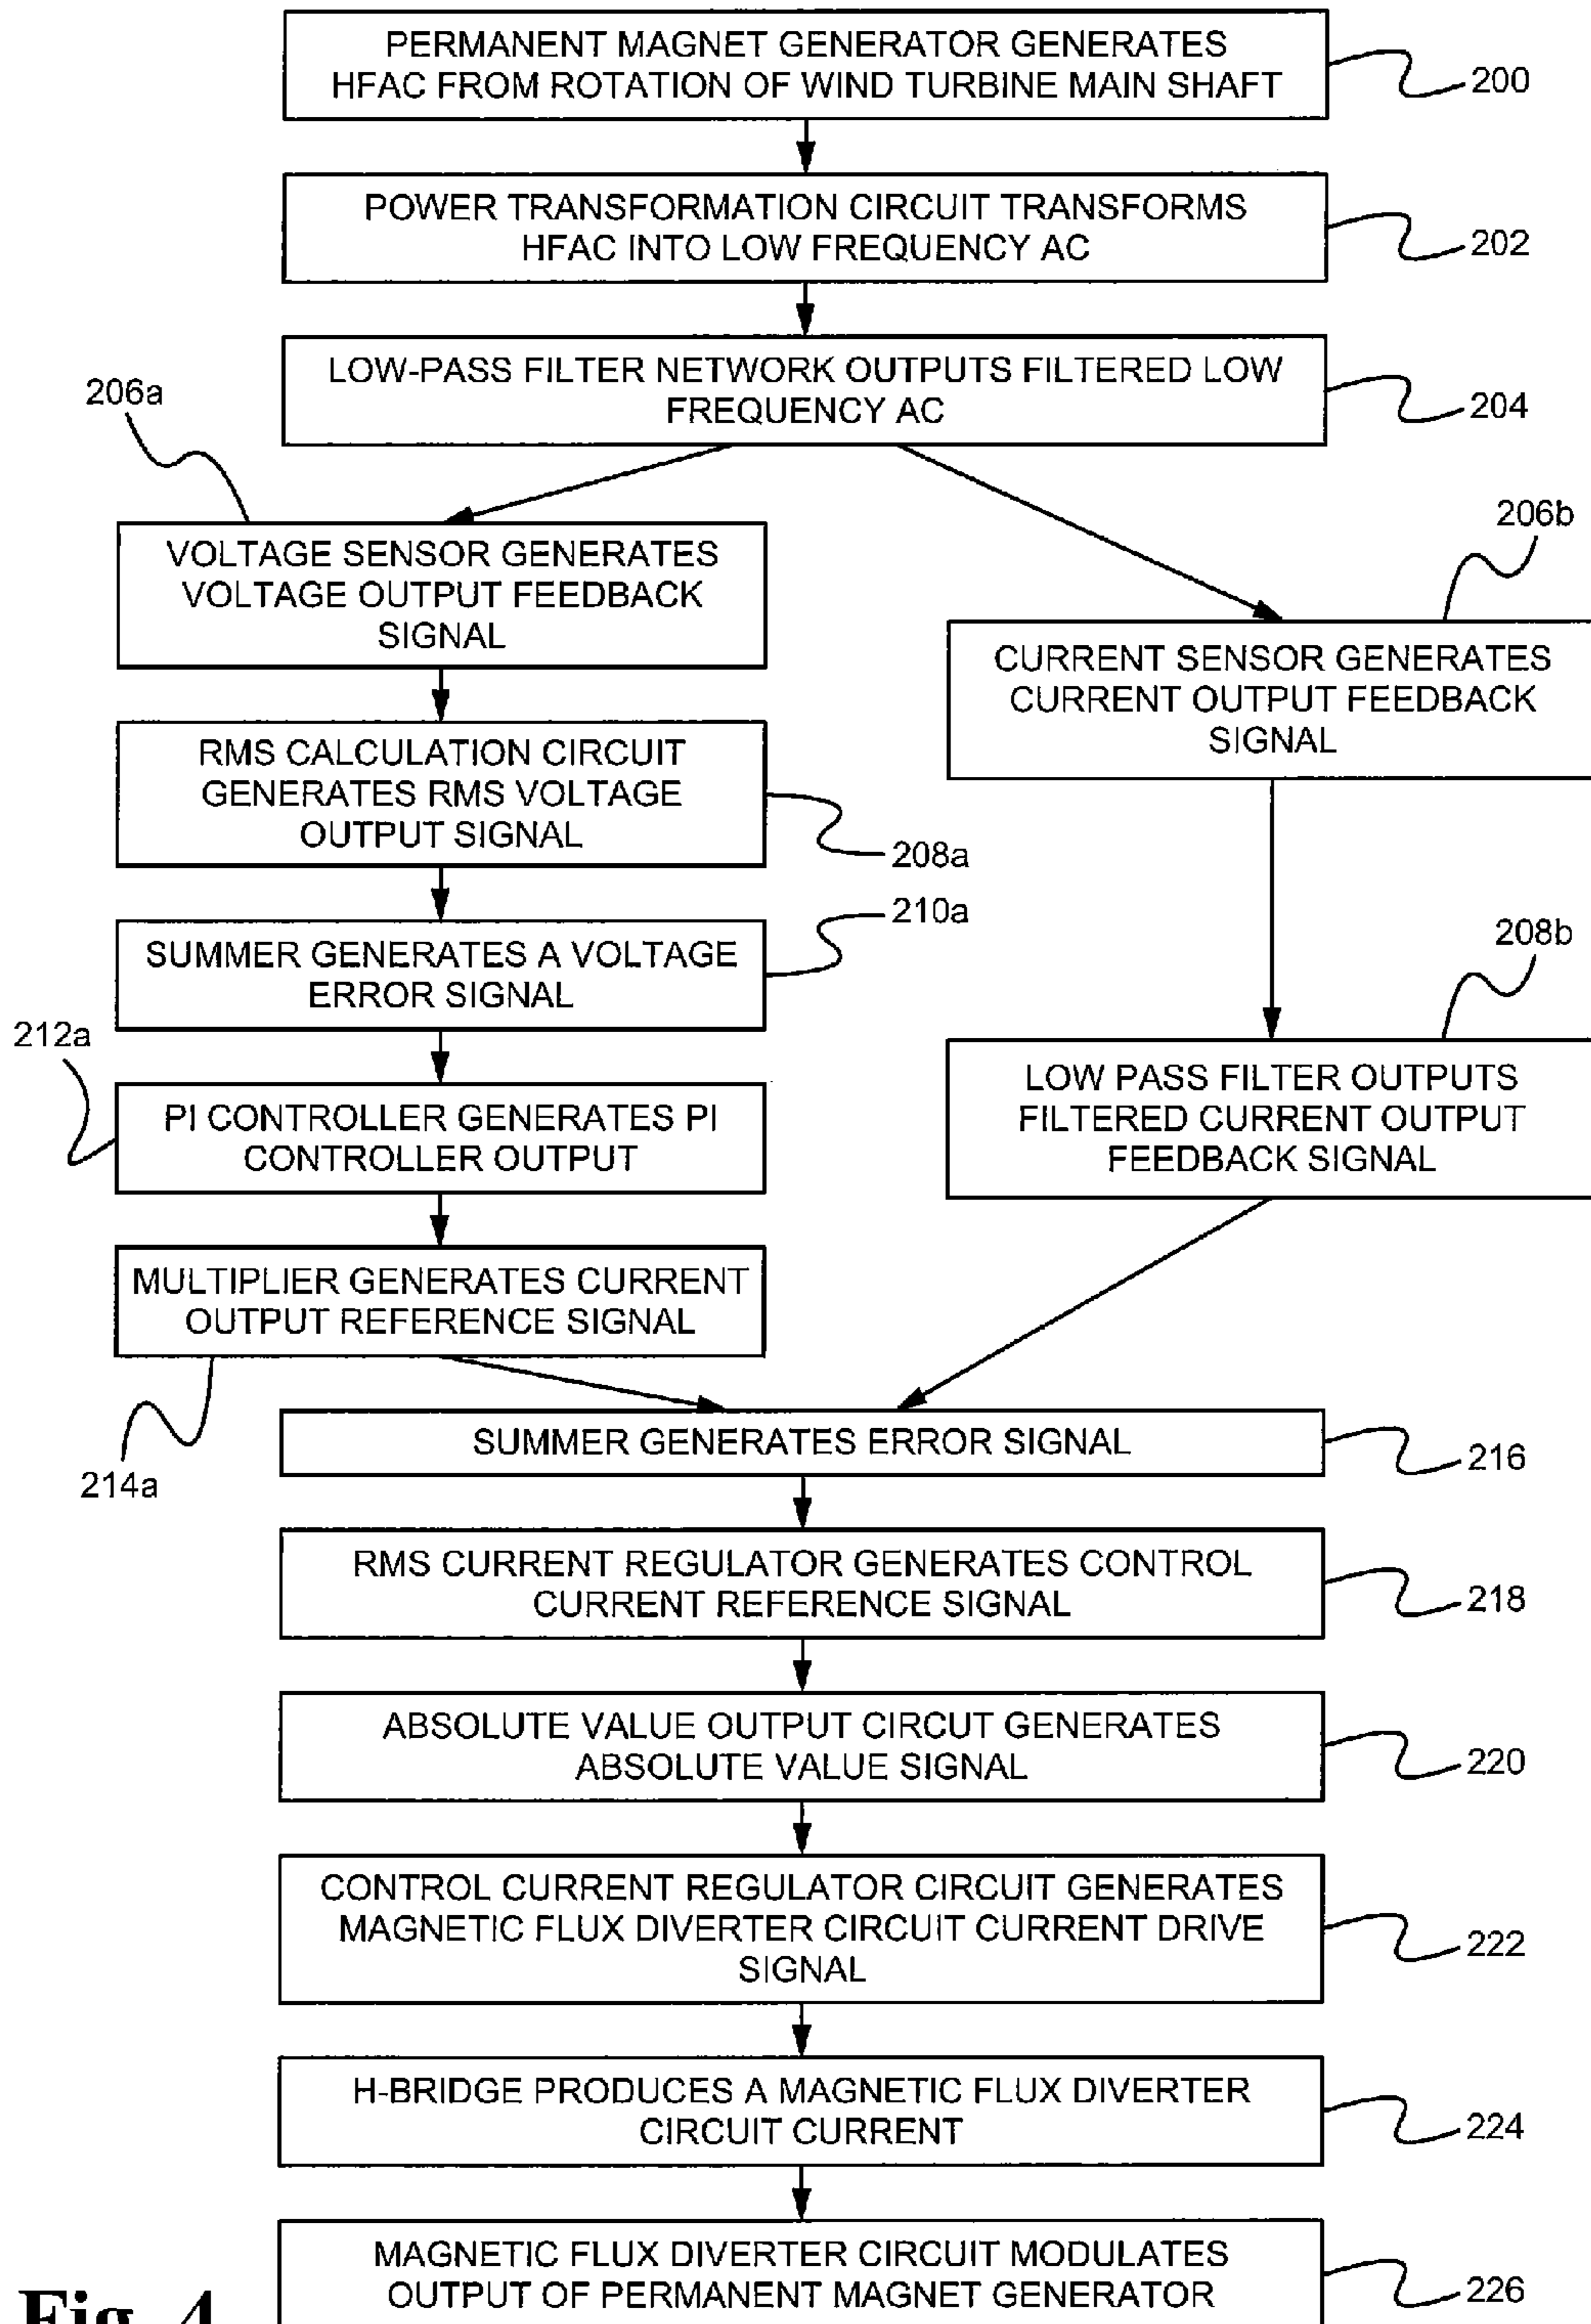 PERMANENT MAGNET GENERATOR GENERATES
HFAC FROM ROTATION OF WIND TURBINE MAIN SHAFT
200
POWER TRANSFORMATION CIRCUIT TRANSFORMS
HFAC INTO LOW FREQUENCY AC
202
LOW-PASS FILTER NETWORK OUTPUTS FILTERED LOW
FREQUENCY AC
204
206a
VOLTAGE SENSOR GENERATES
VOLTAGE OUTPUT FEEDBACK
SIGNAL
206b
CURRENT SENSOR GENERATES
CURRENT OUTPUT FEEDBACK
SIGNAL
RMS CALCULATION CIRCUIT
GENERATES RMS VOLTAGE
OUTPUT SIGNAL
208a
210a
SUMMER GENERATES A VOLTAGE
ERROR SIGNAL
208b
212a
PI CONTROLLER GENERATES PI
CONTROLLER OUTPUT
LOW PASS FILTER OUTPUTS
FILTERED CURRENT OUTPUT
FEEDBACK SIGNAL
MULTIPLIER GENERATES CURRENT
OUTPUT REFERENCE SIGNAL
214a
SUMMER GENERATES ERROR SIGNAL
216
RMS CURRENT REGULATOR GENERATES CONTROL
CURRENT REFERENCE SIGNAL
218
ABSOLUTE VALUE OUTPUT CIRCUT GENERATES
ABSOLUTE VALUE SIGNAL
220
CONTROL CURRENT REGULATOR CIRCUIT GENERATES
MAGNETIC FLUX DIVERTER CIRCUIT CURRENT DRIVE
SIGNAL
222
H-BRIDGE PRODUCES A MAGNETIC FLUX DIVERTER
CIRCUIT CURRENT
224
MAGNETIC FLUX DIVERTER CIRCUIT MODULATES
OUTPUT OF PERMANENT MAGNET GENERATOR
226
Fig. 4